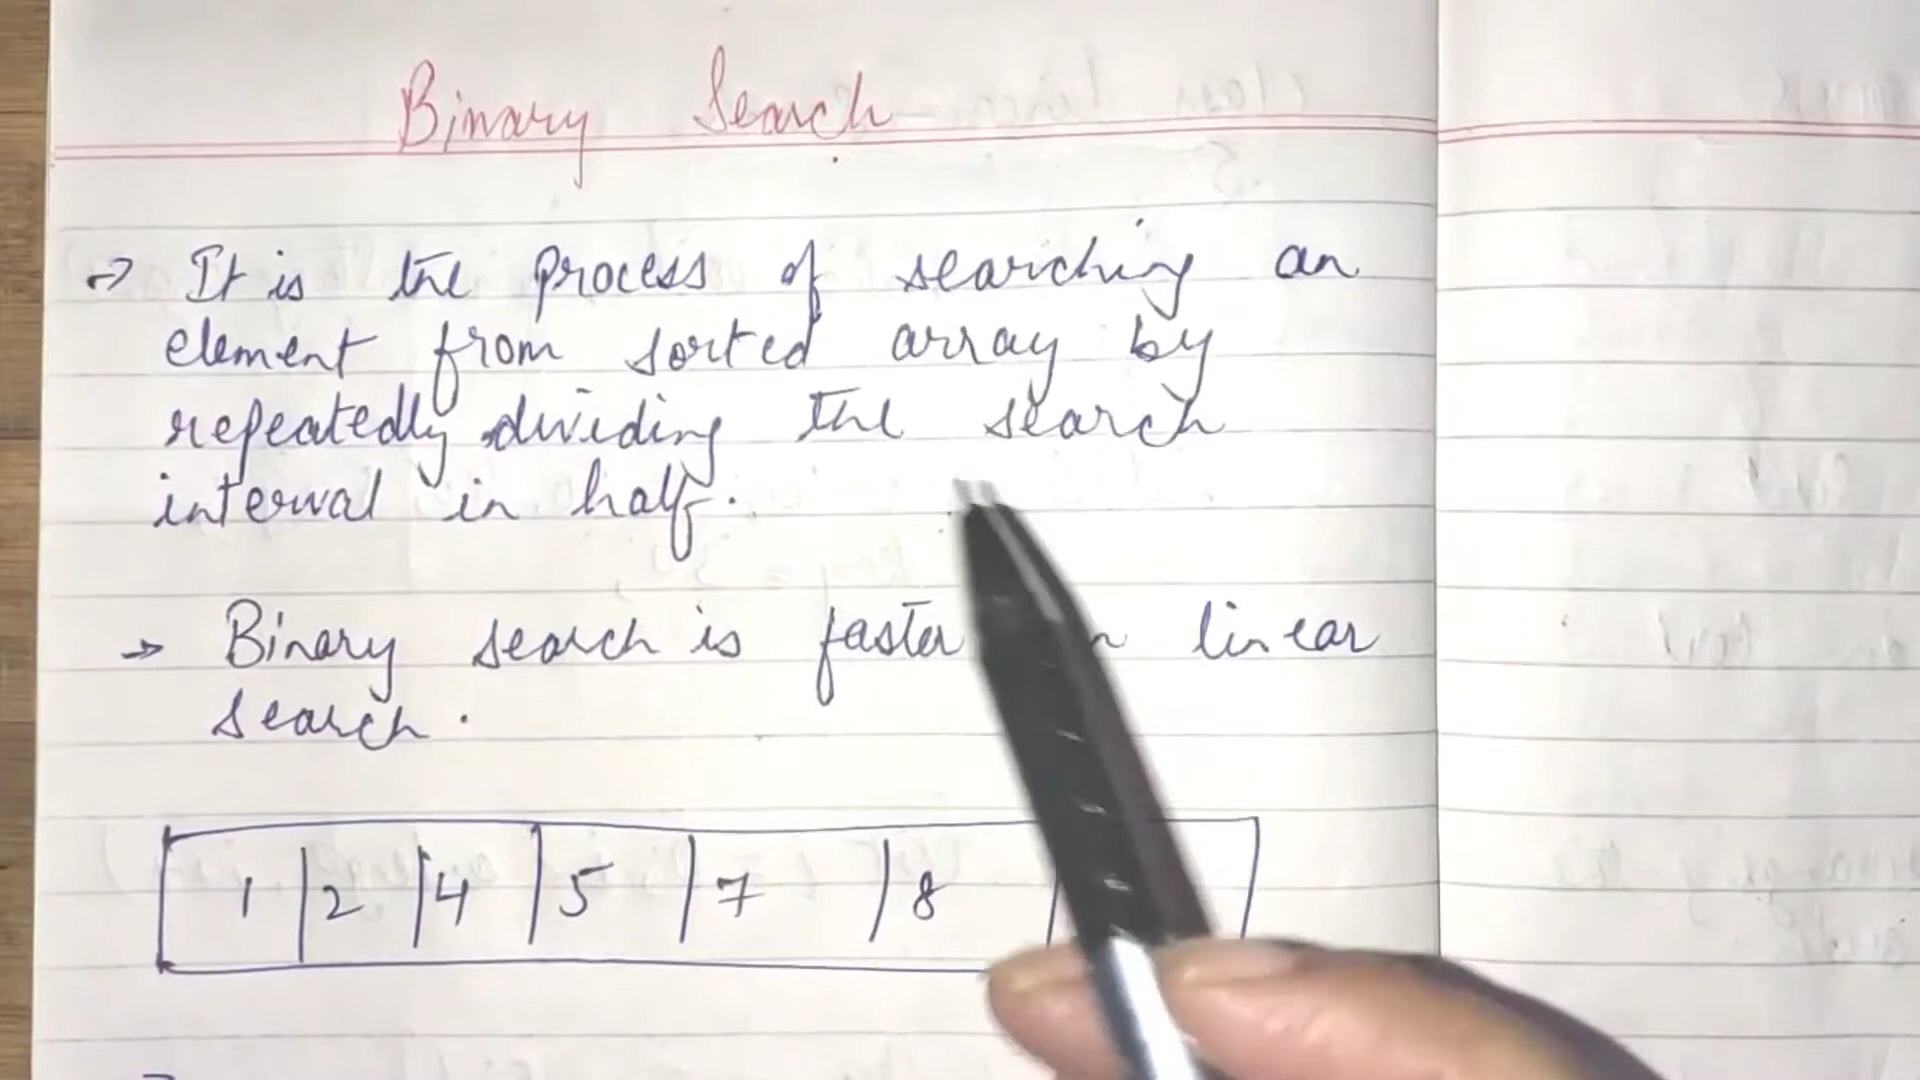 Binary Search
→ It is the process of searching an
element from sorted array by
repeatedly dividing the search
interval in half.
→ Binary search is faster linear
search.
1 | 2 | 4 | 5 | 7 | 8